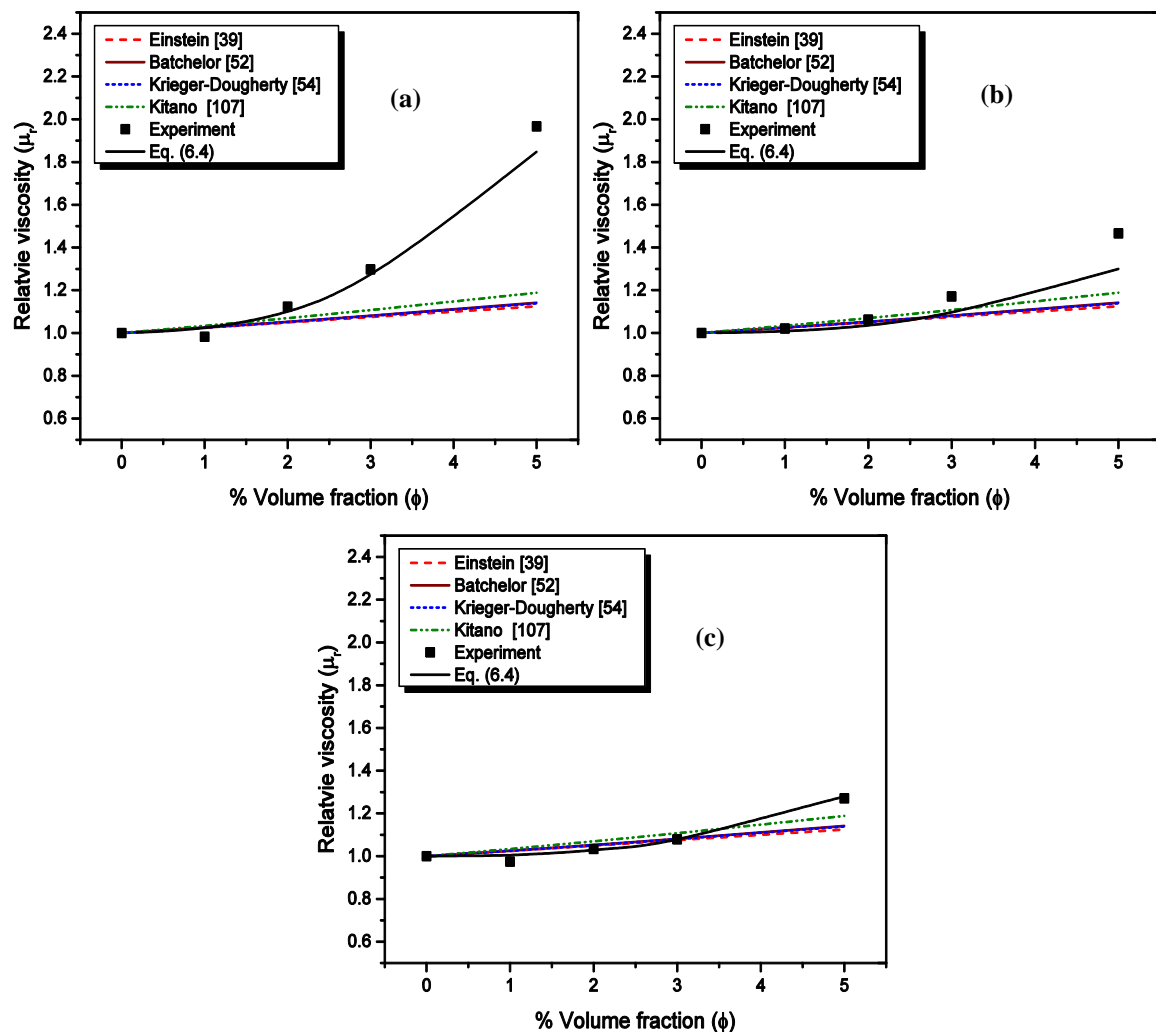 Einstein [39]
Batchelor [52]
Krieger-Dougherty [54]
Kitano [107]
Experiment
Eq. (6.4)
(a)
Relatvie viscosity (μr)
2.4
2.2
2.0
1.8
1.6
1.4
1.2
1.0
0.8
0.6
0 1 2 3 4 5
% Volume fraction (ϕ)
Einstein [39]
Batchelor [52]
Krieger-Dougherty [54]
Kitano [107]
Experiment
Eq. (6.4)
(b)
Relatvie viscosity (μr)
2.4
2.2
2.0
1.8
1.6
1.4
1.2
1.0
0.8
0.6
0 1 2 3 4 5
% Volume fraction (ϕ)
Einstein [39]
Batchelor [52]
Krieger-Dougherty [54]
Kitano [107]
Experiment
Eq. (6.4)
(c)
Relatvie viscosity (μr)
2.4
2.2
2.0
1.8
1.6
1.4
1.2
1.0
0.8
0.6
0 1 2 3 4 5
% Volume fraction (ϕ)